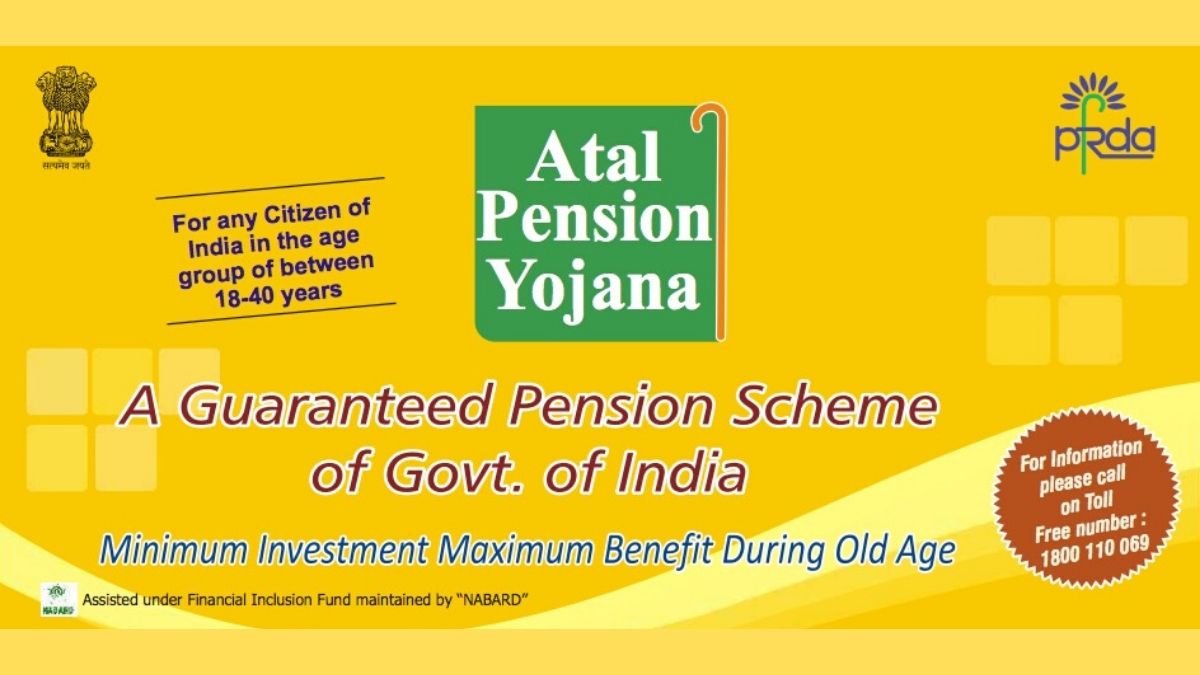 सत्यमेव जयते
For any Citizen of
India in the age
group of between
18-40 years
Atal
Pension
Yojana
pfrda
A Guaranteed Pension Scheme
of Govt. of India
Minimum Investment Maximum Benefit During Old Age
For Information
please call
on Toll
Free number :
1800 110 069
NABARD
Assisted under Financial Inclusion Fund maintained by “NABARD”